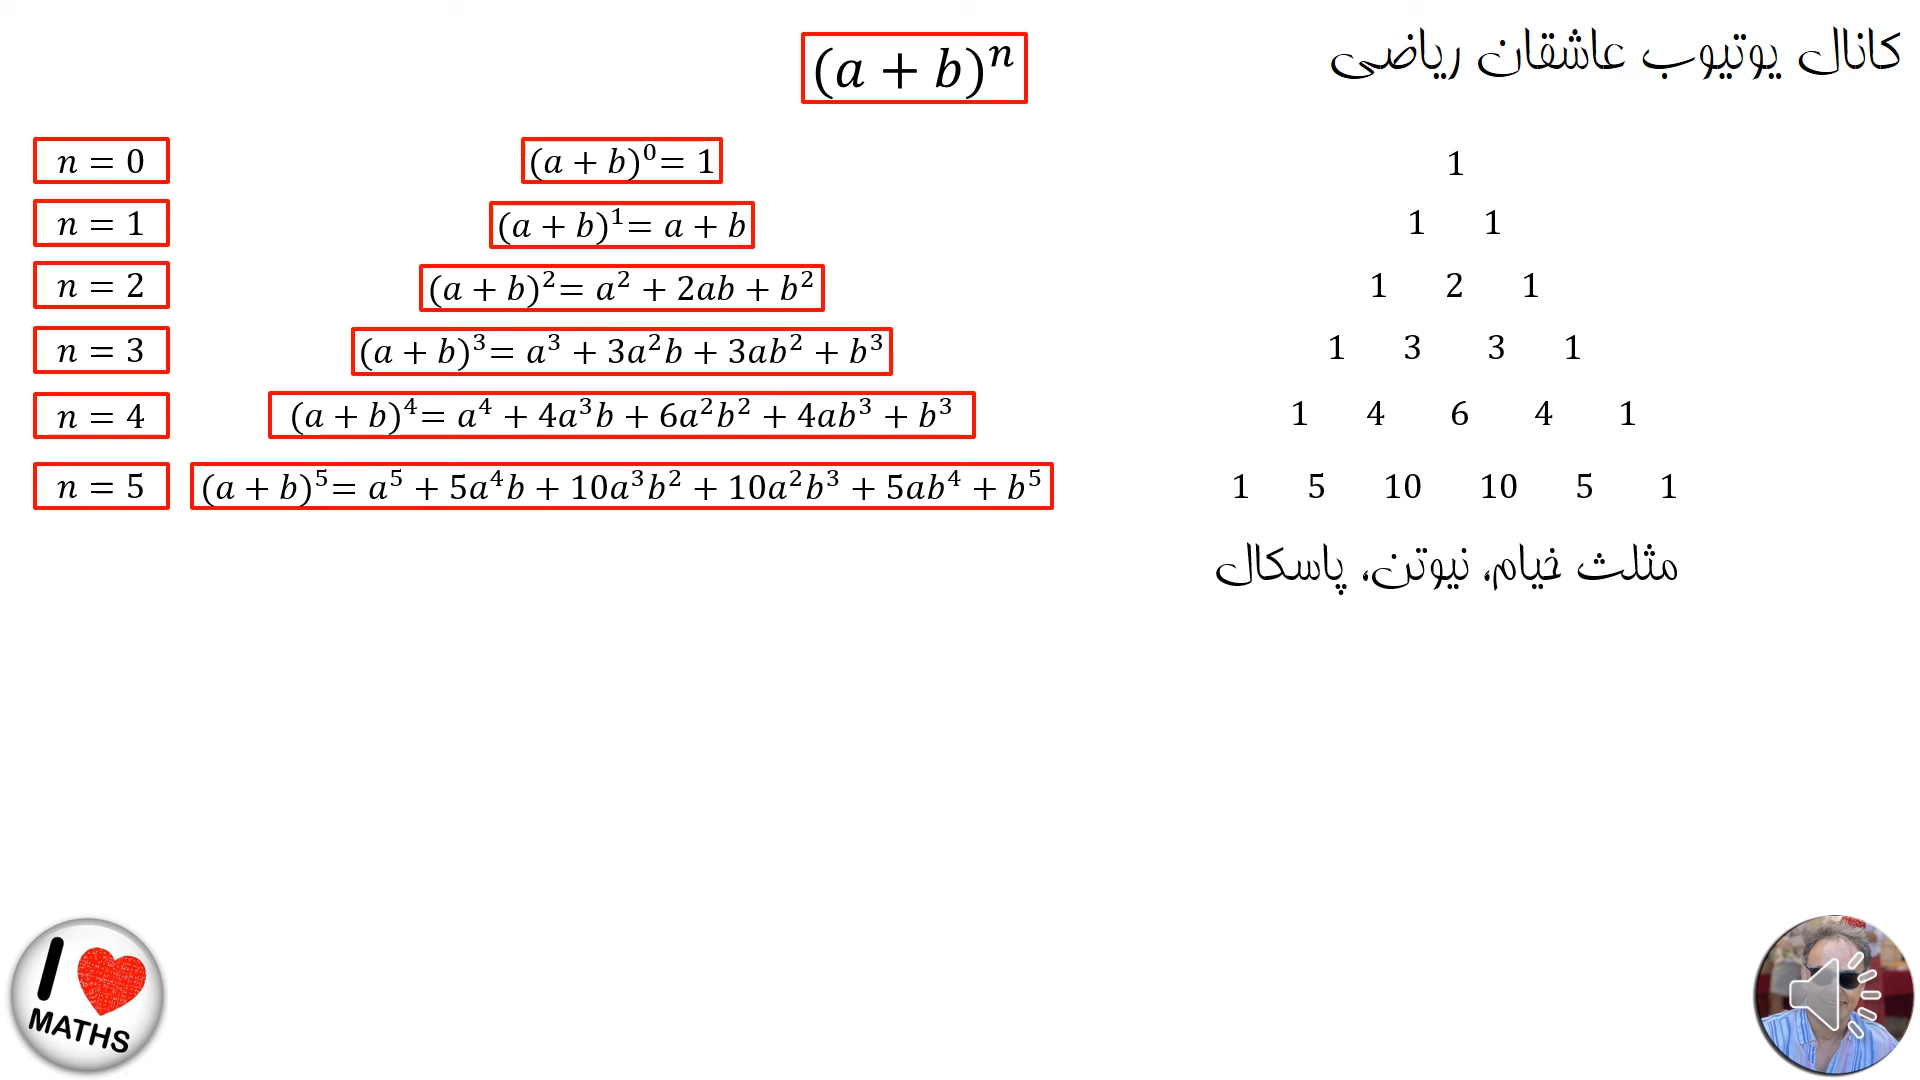 (a + b)ⁿ
کانال یوتیوب عاشقان ریاضی
n = 0
(a + b)⁰= 1
1
n = 1
(a + b)¹= a + b
1 1
n = 2
(a + b)²= a² + 2ab + b²
1 2 1
n = 3
(a + b)³= a³ + 3a²b + 3ab² + b³
1 3 3 1
n = 4
(a + b)⁴= a⁴ + 4a³b + 6a²b² + 4ab³ + b³
1 4 6 4 1
n = 5
(a + b)⁵= a⁵ + 5a⁴b + 10a³b² + 10a²b³ + 5ab⁴ + b⁵
1 5 10 10 5 1
مثلث خیام، نیوتن، پاسکال
I
MATHS